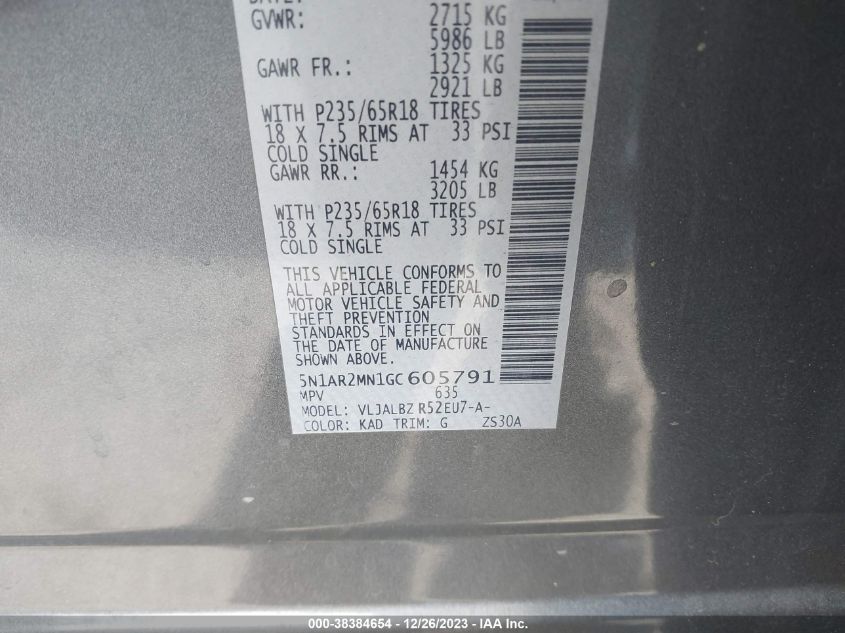 GVWR: 2715 KG
5986 LB
GAWR FR.: 1325 KG
2921 LB
WITH P235/65R18 TIRES
18 X 7.5 RIMS AT 33 PSI
COLD SINGLE
GAWR RR.: 1454 KG
3205 LB
WITH P235/65R18 TIRES
18 X 7.5 RIMS AT 33 PSI
COLD SINGLE
THIS VEHICLE CONFORMS TO
ALL APPLICABLE FEDERAL
MOTOR VEHICLE SAFETY AND
THEFT PREVENTION
STANDARDS IN EFFECT ON
THE DATE OF MANUFACTURE
SHOWN ABOVE.
5N1AR2MN1GC605791
MPV 635
MODEL: VLJALBZ R52EU7-A-
COLOR: KAD TRIM: G ZS30A
000-38384654 - 12/26/2023 - IAA Inc.